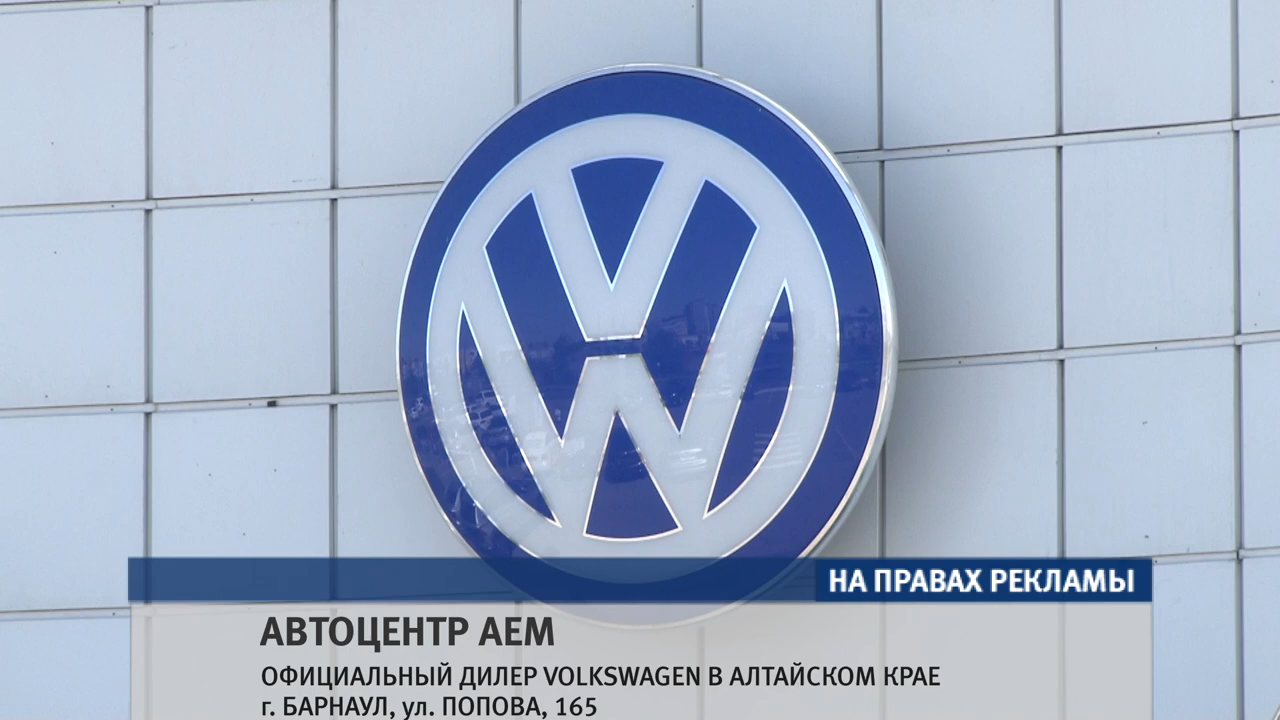 НА ПРАВАХ РЕКЛАМЫ
АВТОЦЕНТР АЕМ
ОФИЦИАЛЬНЫЙ ДИЛЕР VOLKSWAGEN В АЛТАЙСКОМ КРАЕ
г. БАРНАУЛ, ул. ПОПОВА, 165